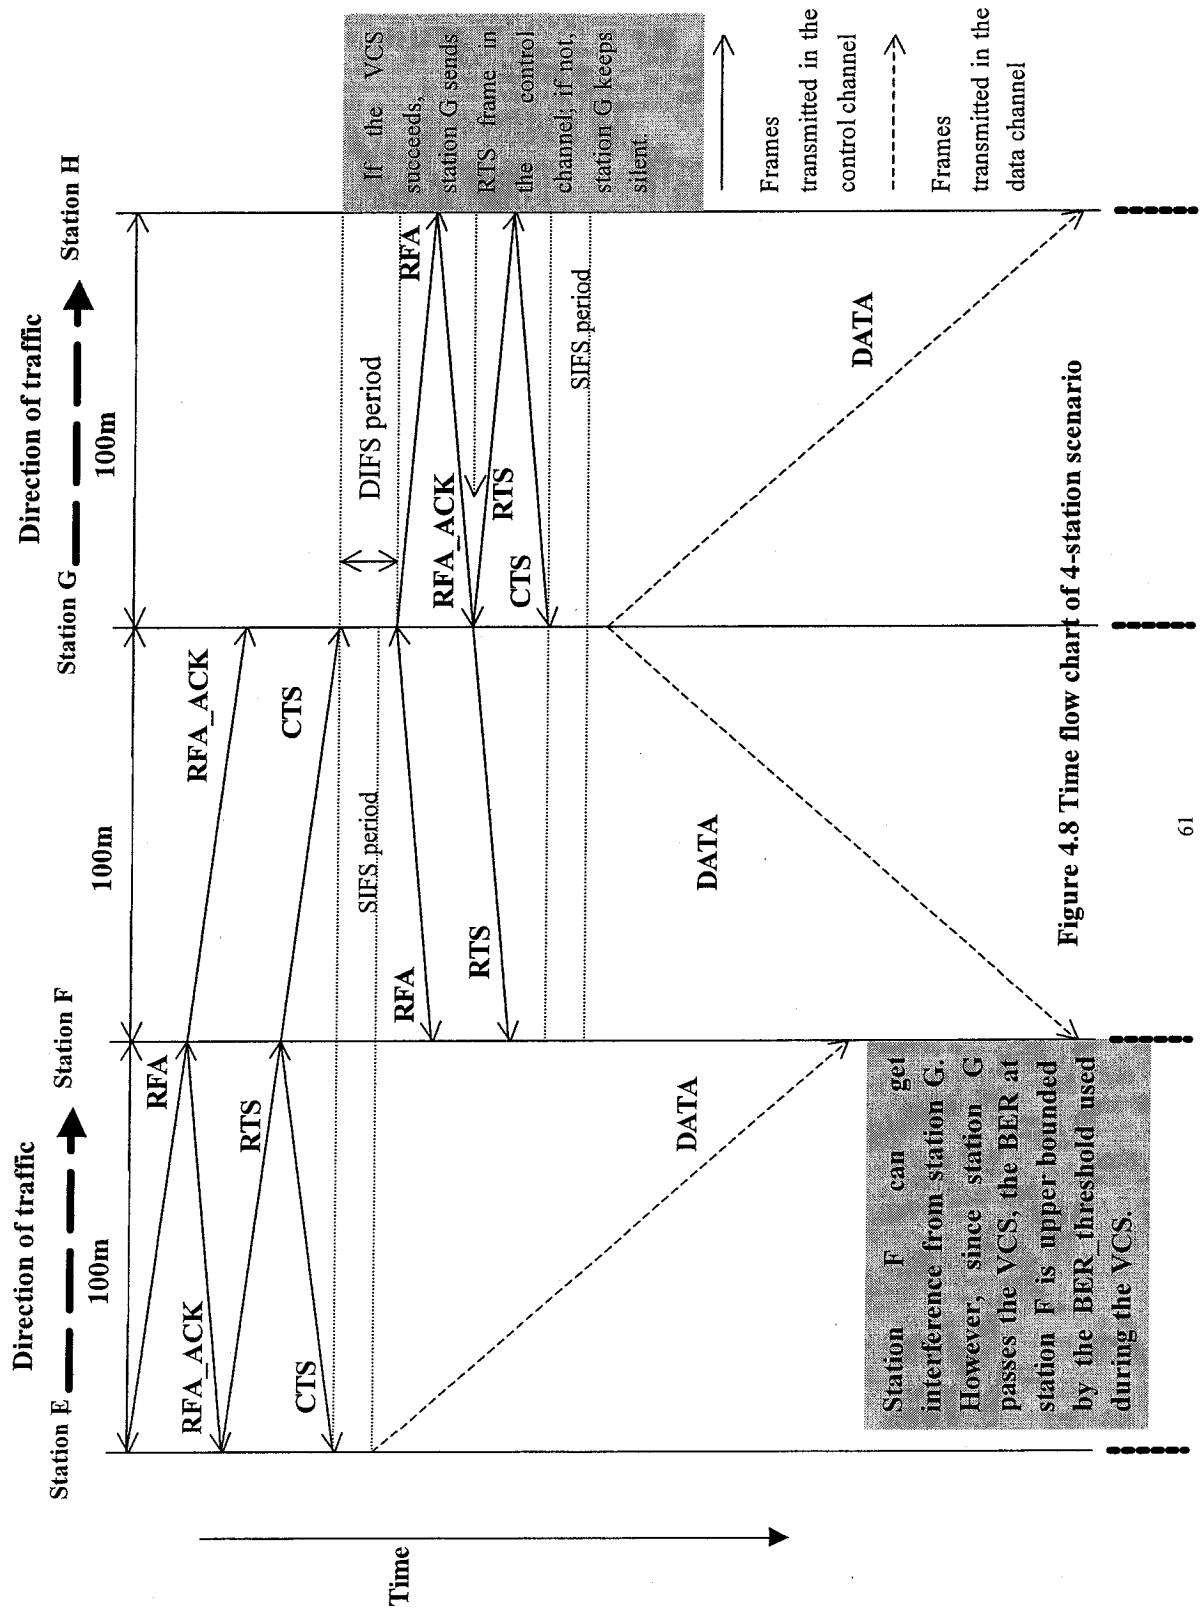 Direction of traffic
Direction of traffic
Station E
Station F
Station G
Station H
100m
100m
100m
Time
RFA
RFA_ACK
RTS
CTS
RFA_ACK
CTS
SIFS period
DATA
DIFS period
RFA
RFA
RFA_ACK
RTS
RTS
CTS
SIFS period
DATA
DATA
If the VCS
succeeds,
station G sends
RTS frame in
the control
channel; if not,
station G keeps
silent.
Station F can get
interference from station G.
However, since station G
passes the VCS, the BER at
station F is upper bounded
by the BER_threshold used
during the VCS.
Frames
transmitted in the
control channel
Frames
transmitted in the
data channel
Figure 4.8 Time flow chart of 4-station scenario
61